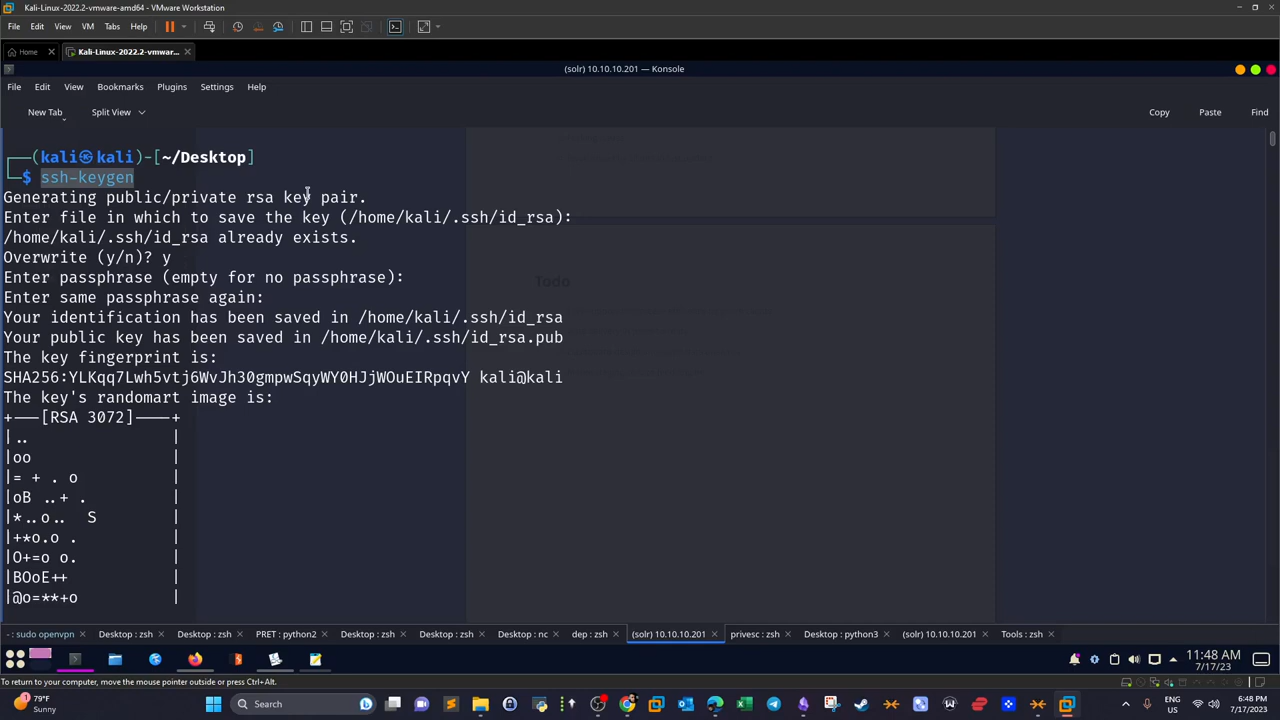 Kali-Linux-2022.2-vmware-amd64 - VMware Workstation
File Edit View VM Tabs Help
Home Kali-Linux-2022.2-vmwar...
(solr) 10.10.10.201 — Konsole
File Edit View Bookmarks Plugins Settings Help
New Tab Split View Copy Paste Find
┌──(kali㉿kali)-[~/Desktop]
└─$ ssh-keygen
Generating public/private rsa key pair.
Enter file in which to save the key (/home/kali/.ssh/id_rsa):
/home/kali/.ssh/id_rsa already exists.
Overwrite (y/n)? y
Enter passphrase (empty for no passphrase):
Enter same passphrase again:
Your identification has been saved in /home/kali/.ssh/id_rsa
Your public key has been saved in /home/kali/.ssh/id_rsa.pub
The key fingerprint is:
SHA256:YLKqq7Lwh5vtj6WvJh30gmpwSqyWY0HJjWOuEIRpqvY kali@kali
The key's randomart image is:
+---[RSA 3072]----+
|..               |
|oo               |
|= + . o          |
|oB ..+ .         |
|*..o..  S        |
|+*o.o .          |
|O+=o o.          |
|BOoE++           |
|@o=**+o          |
Todo
- : sudo openvpn Desktop : zsh Desktop : zsh PRET : python2 Desktop : zsh Desktop : zsh Desktop : nc dep : zsh (solr) 10.10.10.201 privesc : zsh Desktop : python3 (solr) 10.10.10.201 Tools : zsh
11:48 AM
7/17/23
To return to your computer, move the mouse pointer outside or press Ctrl+Alt.
79°F
Sunny
Search
ENG
US
6:48 PM
7/17/2023